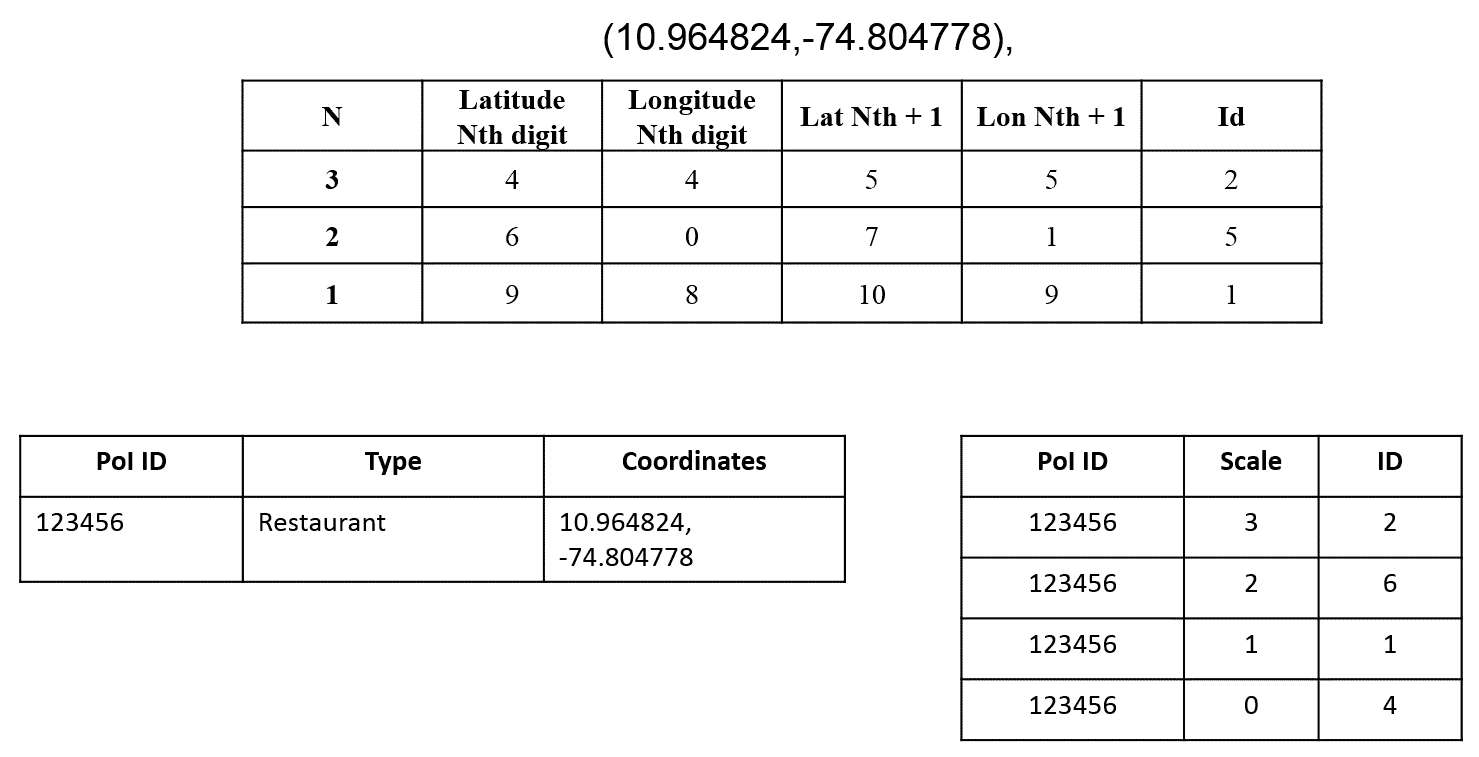 (10.964824,-74.804778),
N Latitude Nth digit Longitude Nth digit Lat Nth + 1 Lon Nth + 1 Id
3 4 4 5 5 2
2 6 0 7 1 5
1 9 8 10 9 1
PoI ID Type Coordinates
123456 Restaurant 10.964824,
-74.804778
PoI ID Scale ID
123456 3 2
123456 2 6
123456 1 1
123456 0 4